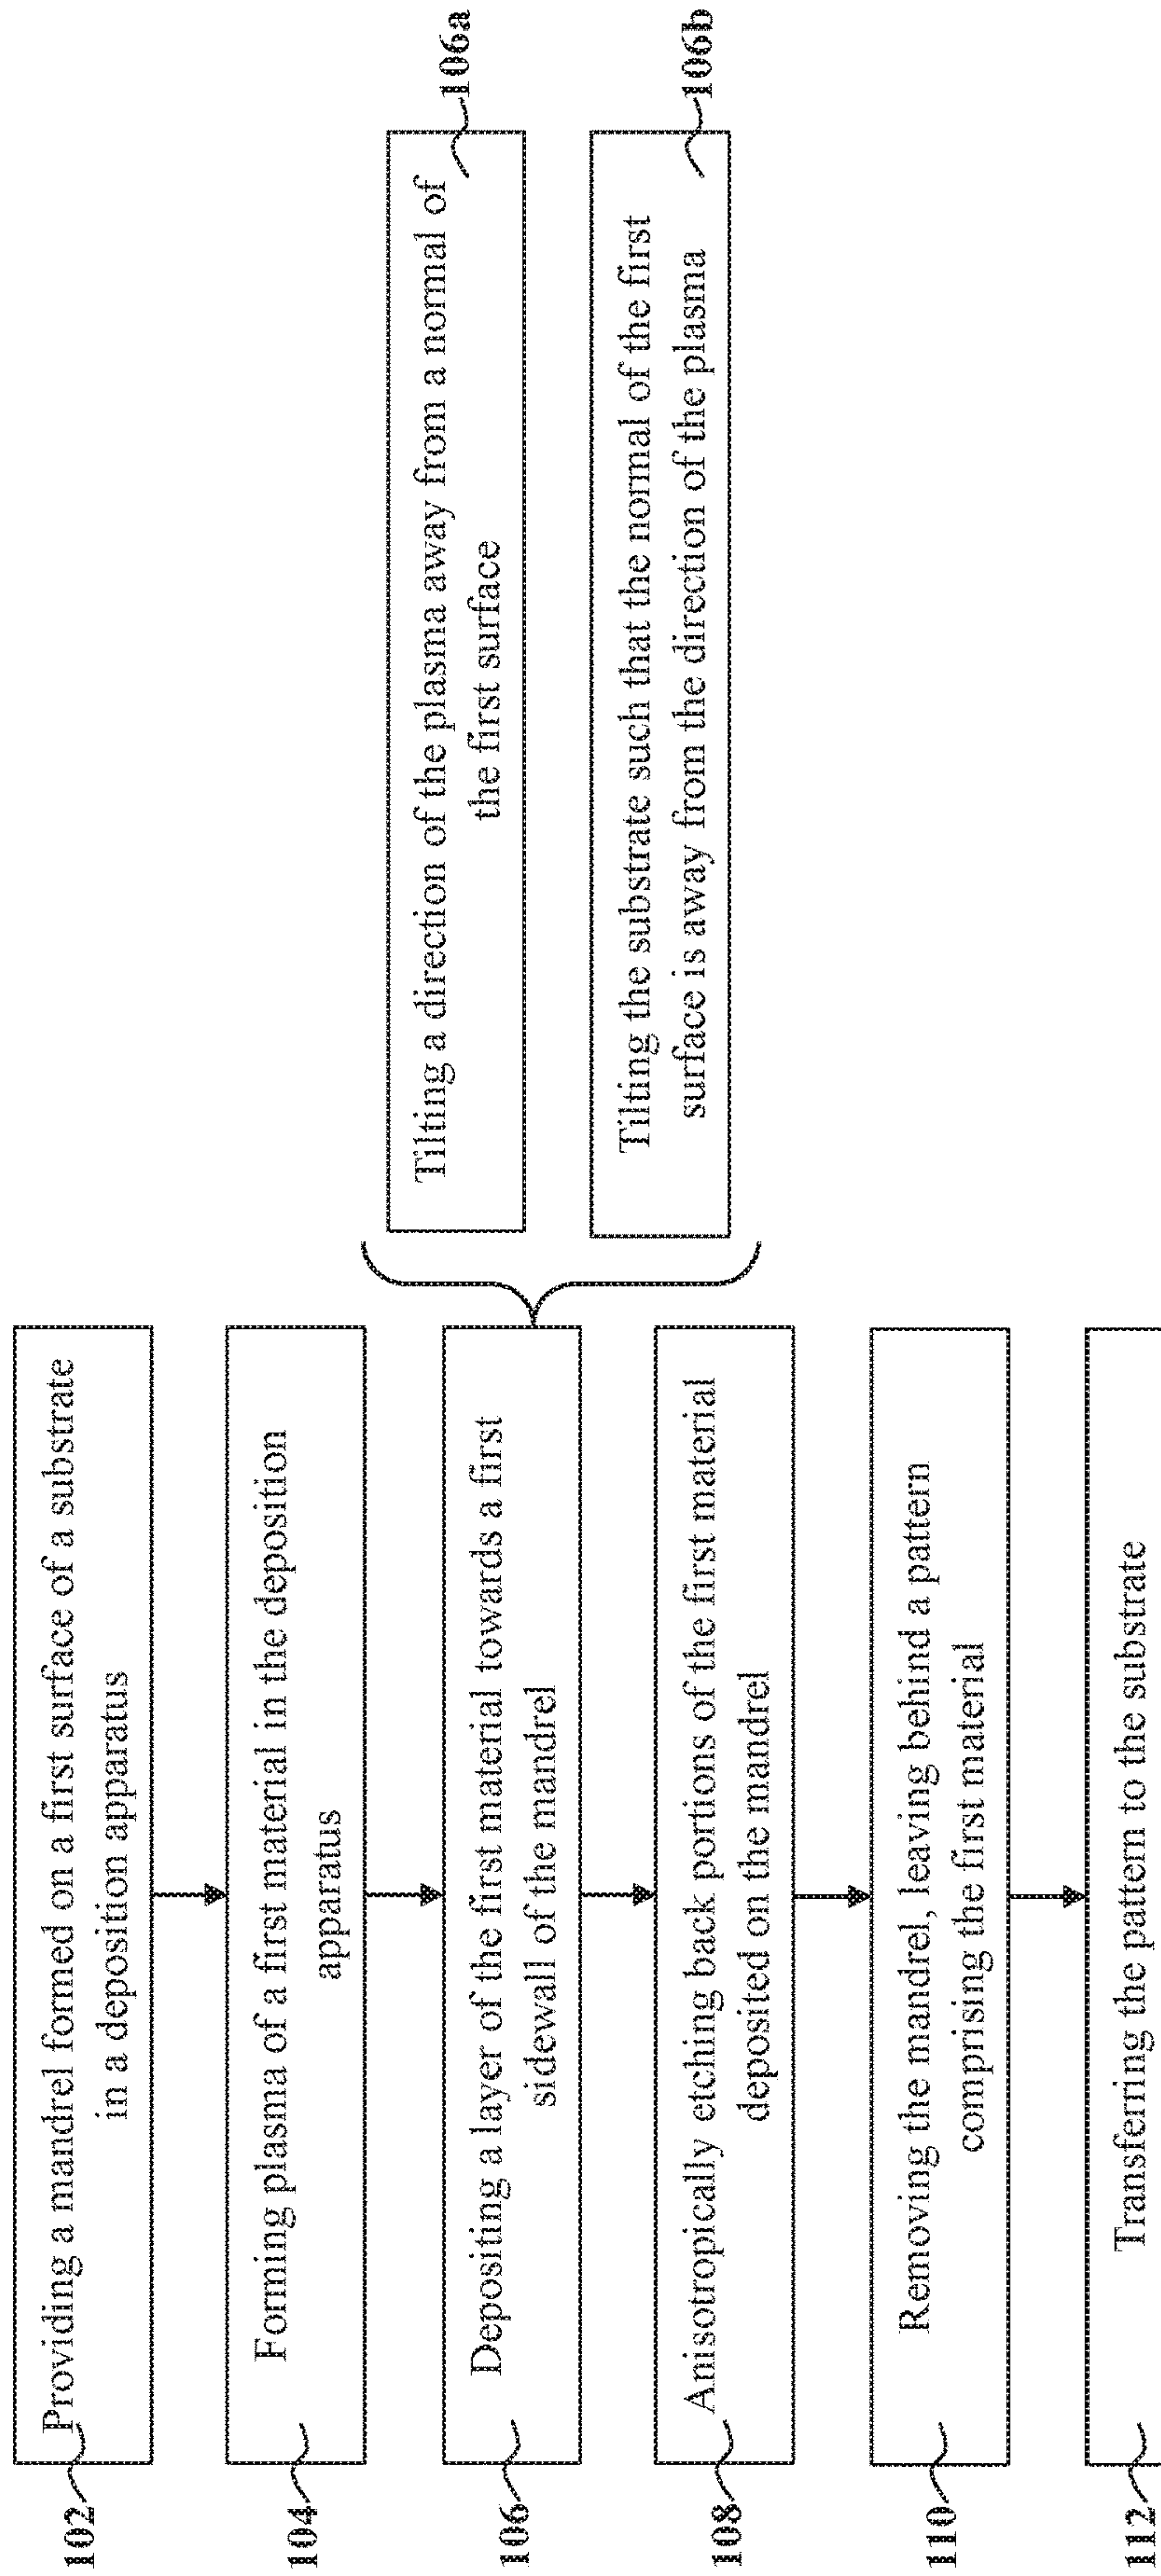 102
Providing a mandrel formed on a first surface of a substrate
in a deposition apparatus
104
Forming plasma of a first material in the deposition
apparatus
106
Depositing a layer of the first material towards a first
sidewall of the mandrel
106a
Tilting a direction of the plasma away from a normal of
the first surface
106b
Tilting the substrate such that the normal of the first
surface is away from the direction of the plasma
108
Anisotropically etching back portions of the first material
deposited on the mandrel
110
Removing the mandrel, leaving behind a pattern
comprising the first material
112
Transferring the pattern to the substrate